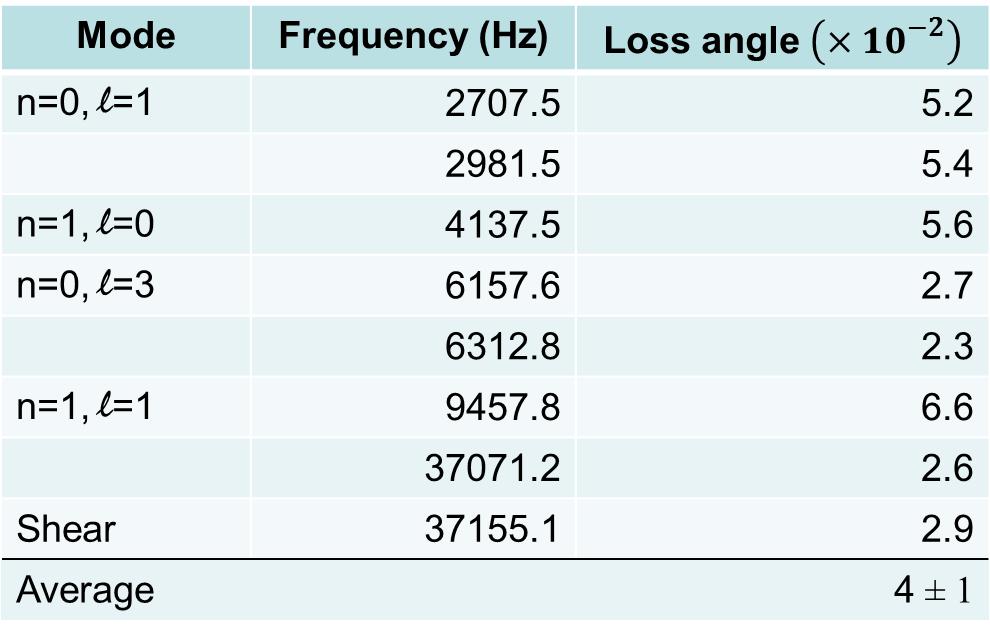 Mode Frequency (Hz) Loss angle (× 10⁻²)
n=0, ℓ=1 2707.5 5.2
2981.5 5.4
n=1, ℓ=0 4137.5 5.6
n=0, ℓ=3 6157.6 2.7
6312.8 2.3
n=1, ℓ=1 9457.8 6.6
37071.2 2.6
Shear 37155.1 2.9
Average 4 ± 1